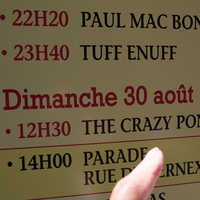 • 22H20 PAUL MAC BON
• 23H40 TUFF ENUFF
Dimanche 30 août
• 12H30 THE CRAZY PON
• 14H00 PARADE
RUE D